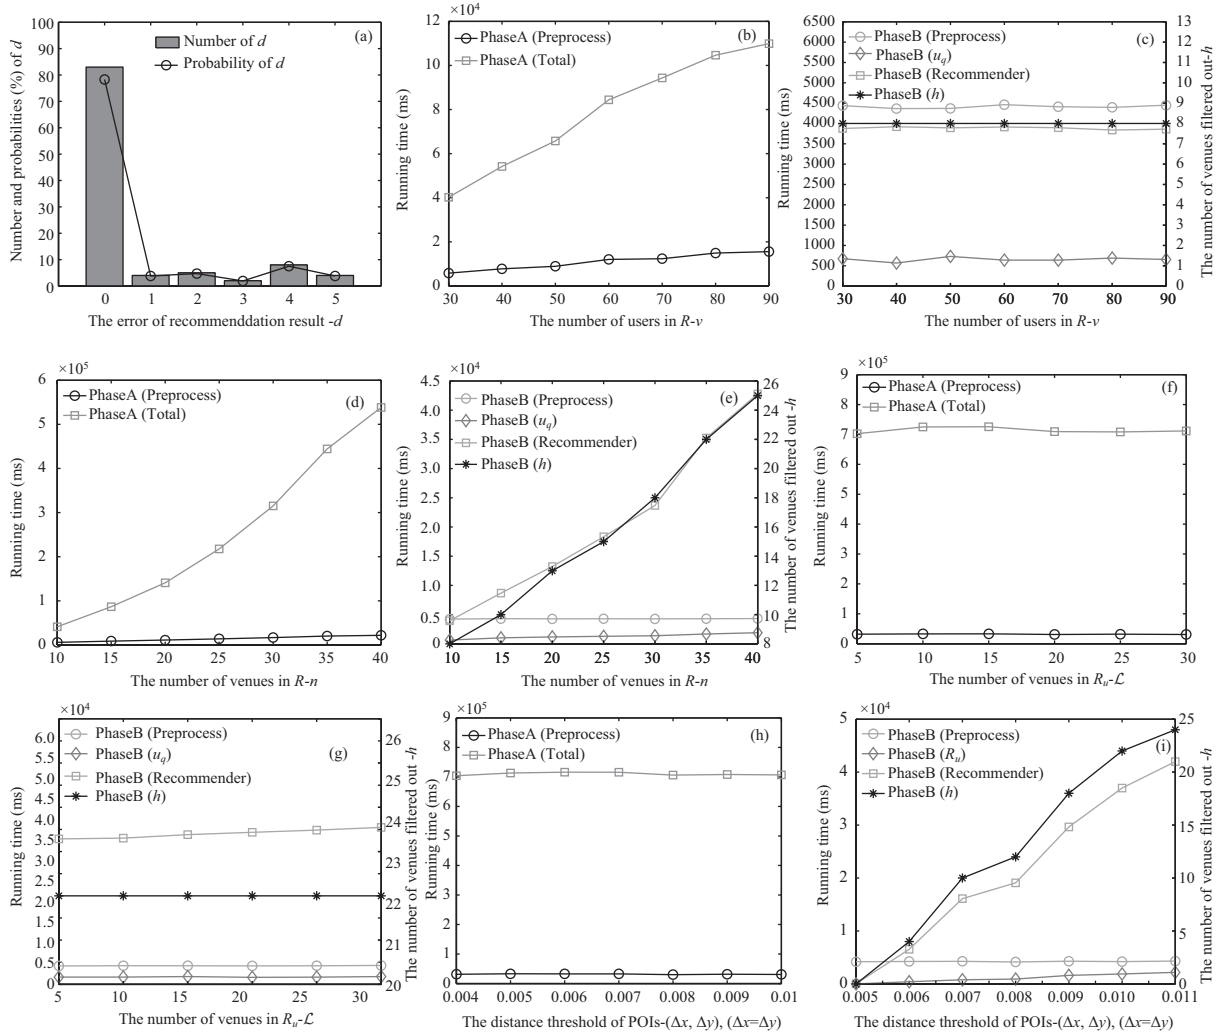 (a)
Number of d
Probability of d
Number and probabilities (%) of d
100
90
80
70
60
50
40
30
20
10
0
0 1 2 3 4 5
The error of recommenddation result -d
(b)
×10⁴
PhaseA (Preprocess)
PhaseA (Total)
Running time (ms)
12
10
8
6
4
2
0
30 40 50 60 70 80 90
The number of users in R-v
(c)
PhaseB (Preprocess)
PhaseB (u_q)
PhaseB (Recommender)
PhaseB (h)
Running time (ms)
6500
6000
5500
5000
4500
4000
3500
3000
2500
2000
1500
1000
500
0
The number of venues filtered out-h
13
12
11
10
9
8
7
6
5
4
3
2
1
0
30 40 50 60 70 80 90
The number of users in R-v
(d)
×10⁵
PhaseA (Preprocess)
PhaseA (Total)
Running time (ms)
6
5
4
3
2
1
0
10 15 20 25 30 35 40
The number of venues in R-n
(e)
×10⁴
PhaseB (Preprocess)
PhaseB (u_q)
PhaseB (Recommender)
PhaseB (h)
Running time (ms)
4.5
4.0
3.5
3.0
2.5
2.0
1.5
1.0
0.5
0
The number of venues filtered out -h
26
24
22
20
18
16
15
12
10
8
10 15 20 25 30 35 40
The number of venues in R-n
(f)
×10⁵
PhaseA (Preprocess)
PhaseA (Total)
Running time (ms)
9
8
7
6
5
4
3
2
1
0
5 10 15 20 25 30
The number of venues in R_u-ℒ
(g)
×10⁴
PhaseB (Preprocess)
PhaseB (u_q)
PhaseB (Recommender)
PhaseB (h)
Running time (ms)
6.0
5.5
5.0
4.5
4.0
3.5
3.0
2.5
2.0
1.5
1.0
0.5
0
The number of venues filtered out -h
26
25
24
23
22
21
20
5 10 15 20 25 30
The number of venues in R_u-ℒ
(h)
×10⁵
PhaseA (Preprocess)
PhaseA (Total)
Running time (ms)
9
8
7
6
5
4
3
2
1
0
0.004 0.005 0.006 0.007 0.008 0.009 0.01
The distance threshold of POIs-(Δx, Δy), (Δx=Δy)
(i)
×10⁴
PhaseB (Preprocess)
PhaseB (R_u)
PhaseB (Recommender)
PhaseB (h)
Running time (ms)
5
4
3
2
1
0
The number of venues filtered out -h
25
20
15
10
5
0
0.005 0.006 0.007 0.008 0.009 0.010 0.011
The distance threshold of POIs-(Δx, Δy), (Δx=Δy)